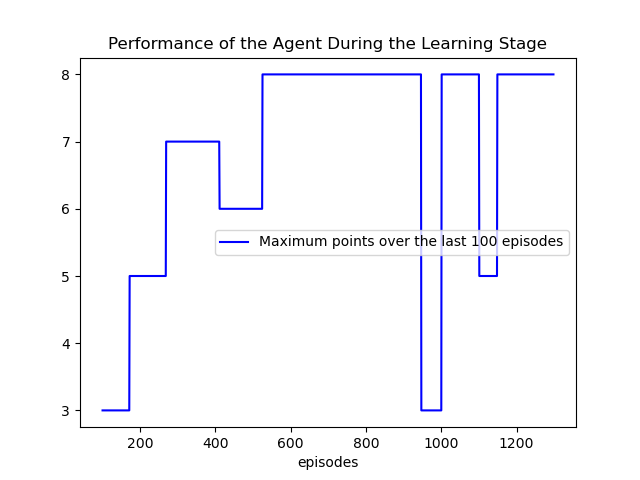 Performance of the Agent During the Learning Stage
8
7
6
Maximum points over the last 100 episodes
5
4
3
200 400 600 800 1000 1200
episodes